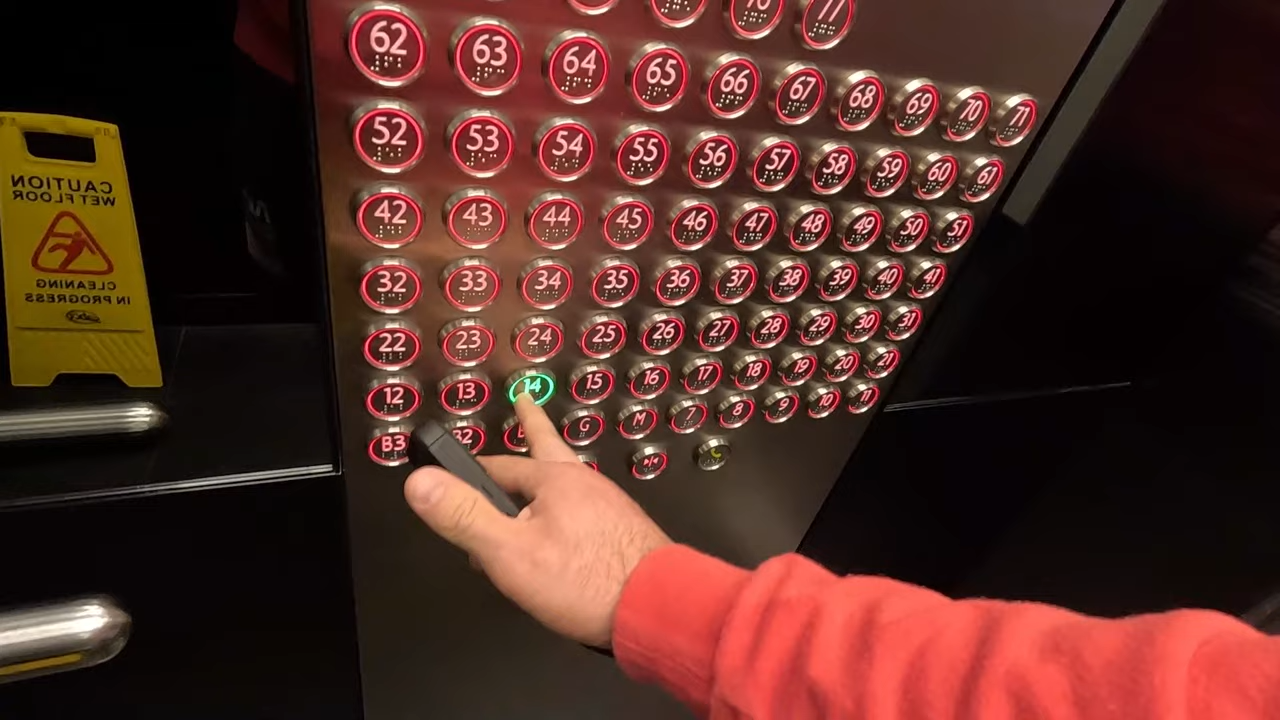 77
62 63 64 65 66 67 68 69 70 71
52 53 54 55 56 57 58 59 60 61
42 43 44 45 46 47 48 49 50 51
32 33 34 35 36 37 38 39 40 41
22 23 24 25 26 27 28 29 30 31
12 13 14 15 16 17 18 19 20 21
B3 B2 G M 7 8 9 10 11
CAUTION
WET FLOOR
CLEANING
IN PROGRESS